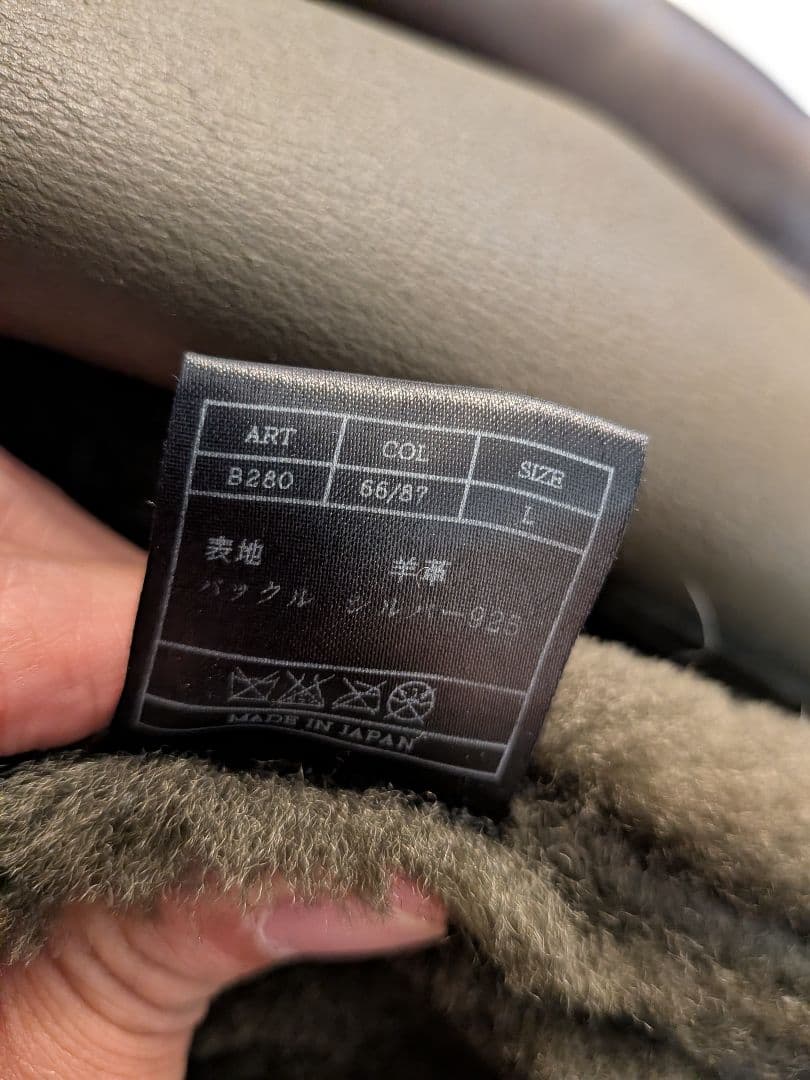 ART COL SIZE
B280 66/87 L
表地 羊革
バックル シルバー925
MADE IN JAPAN